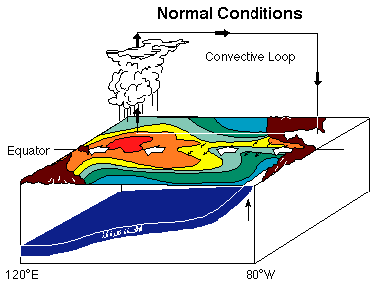 Normal Conditions
Convective Loop
Equator
120°E
80°W